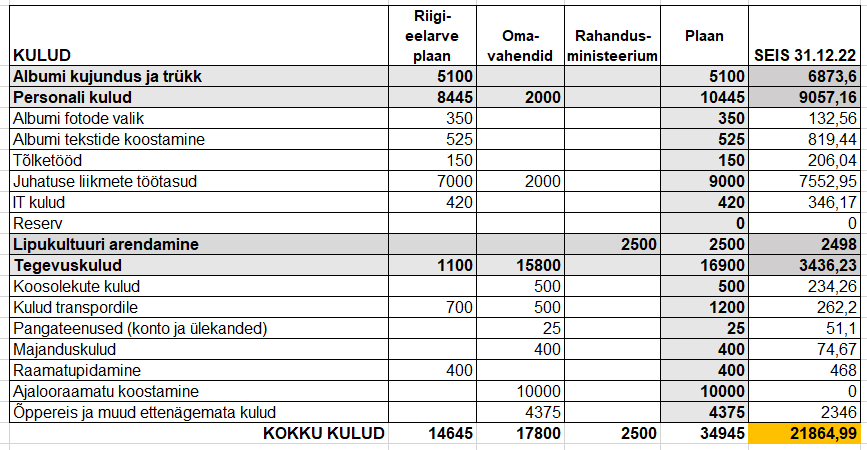 KULUD Riigi-eelarve plaan Oma-vahendid Rahandus-ministeerium Plaan SEIS 31.12.22
Albumi kujundus ja trükk 5100 5100 6873,6
Personali kulud 8445 2000 10445 9057,16
Albumi fotode valik 350 350 132,56
Albumi tekstide koostamine 525 525 819,44
Tõlketööd 150 150 206,04
Juhatuse liikmete töötasud 7000 2000 9000 7552,95
IT kulud 420 420 346,17
Reserv 0 0
Lipukultuuri arendamine 2500 2500 2498
Tegevuskulud 1100 15800 16900 3436,23
Koosolekute kulud 500 500 234,26
Kulud transpordile 700 500 1200 262,2
Pangateenused (konto ja ülekanded) 25 25 51,1
Majanduskulud 400 400 74,67
Raamatupidamine 400 400 468
Ajalooraamatu koostamine 10000 10000 0
Õppereis ja muud ettenägemata kulud 4375 4375 2346
KOKKU KULUD 14645 17800 2500 34945 21864,99